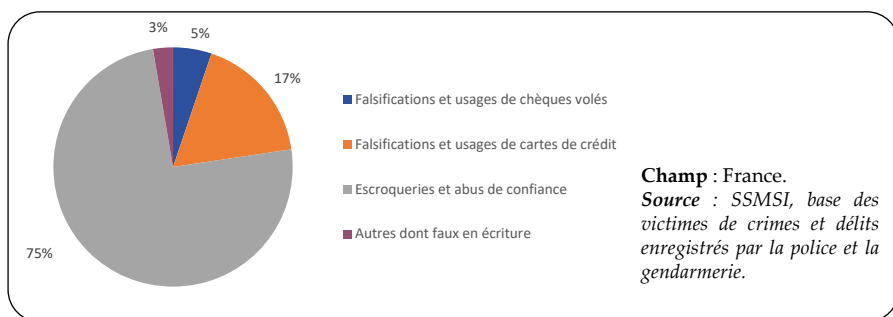 3%
5%
17%
75%
Falsifications et usages de chèques volés
Falsifications et usages de cartes de crédit
Escroqueries et abus de confiance
Autres dont faux en écriture
Champ : France.
Source : SSMSI, base des
victimes de crimes et délits
enregistrés par la police et la
gendarmerie.